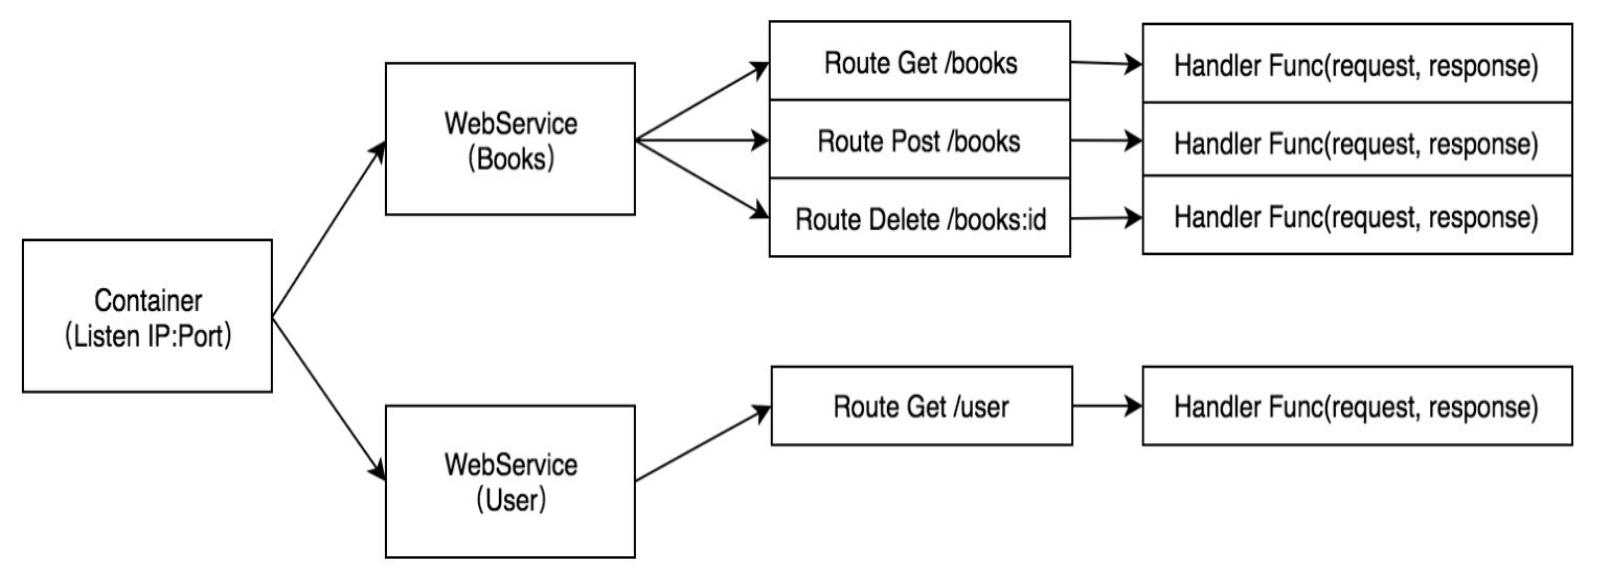 Container
(Listen IP:Port)
WebService
(Books)
Route Get /books
Handler Func(request, response)
Route Post /books
Handler Func(request, response)
Route Delete /books:id
Handler Func(request, response)
WebService
(User)
Route Get /user
Handler Func(request, response)